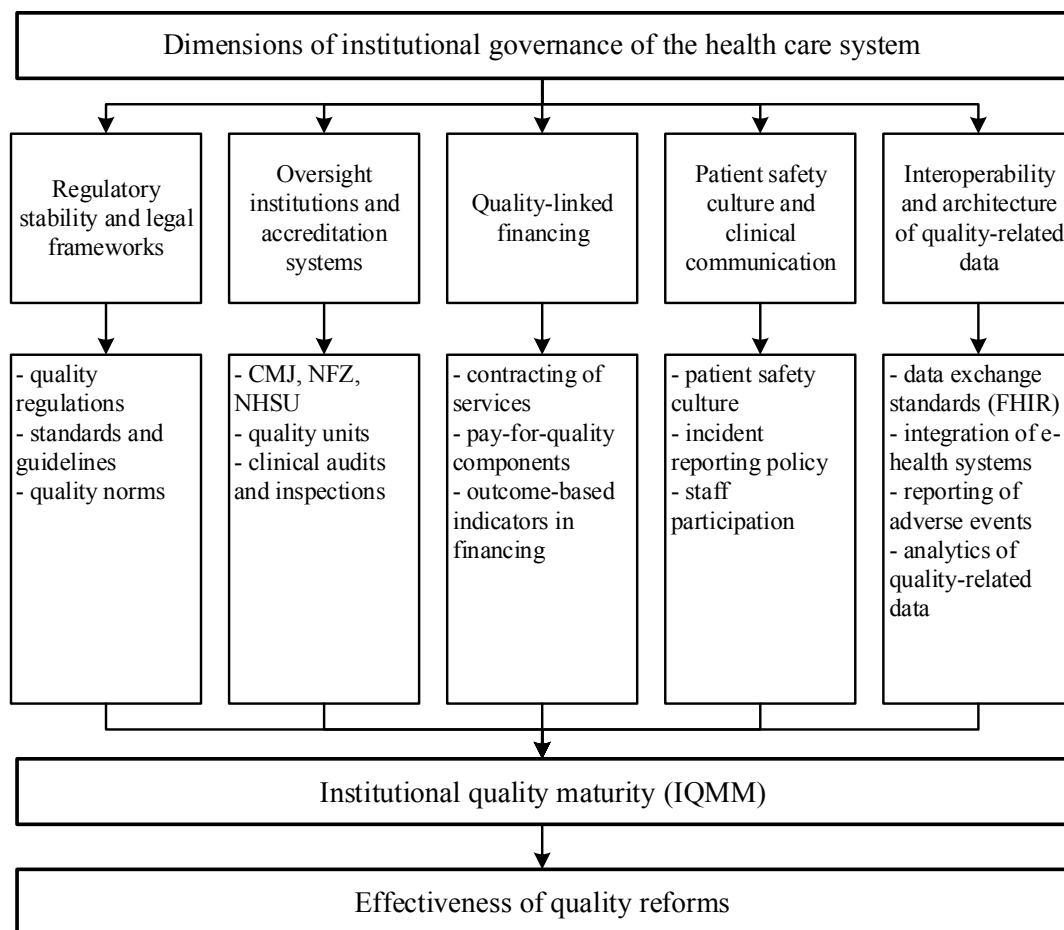 Dimensions of institutional governance of the health care system
Regulatory
stability and legal
frameworks
Oversight
institutions and
accreditation
systems
Quality-linked
financing
Patient safety
culture and
clinical
communication
Interoperability
and architecture
of quality-related
data
- quality
regulations
- standards and
guidelines
- quality norms
- CMJ, NFZ,
NHSU
- quality units
- clinical audits
and inspections
- contracting of
services
- pay-for-quality
components
- outcome-based
indicators in
financing
- patient safety
culture
- incident
reporting policy
- staff
participation
- data exchange
standards (FHIR)
- integration of e-
health systems
- reporting of
adverse events
- analytics of
quality-related
data
Institutional quality maturity (IQMM)
Effectiveness of quality reforms